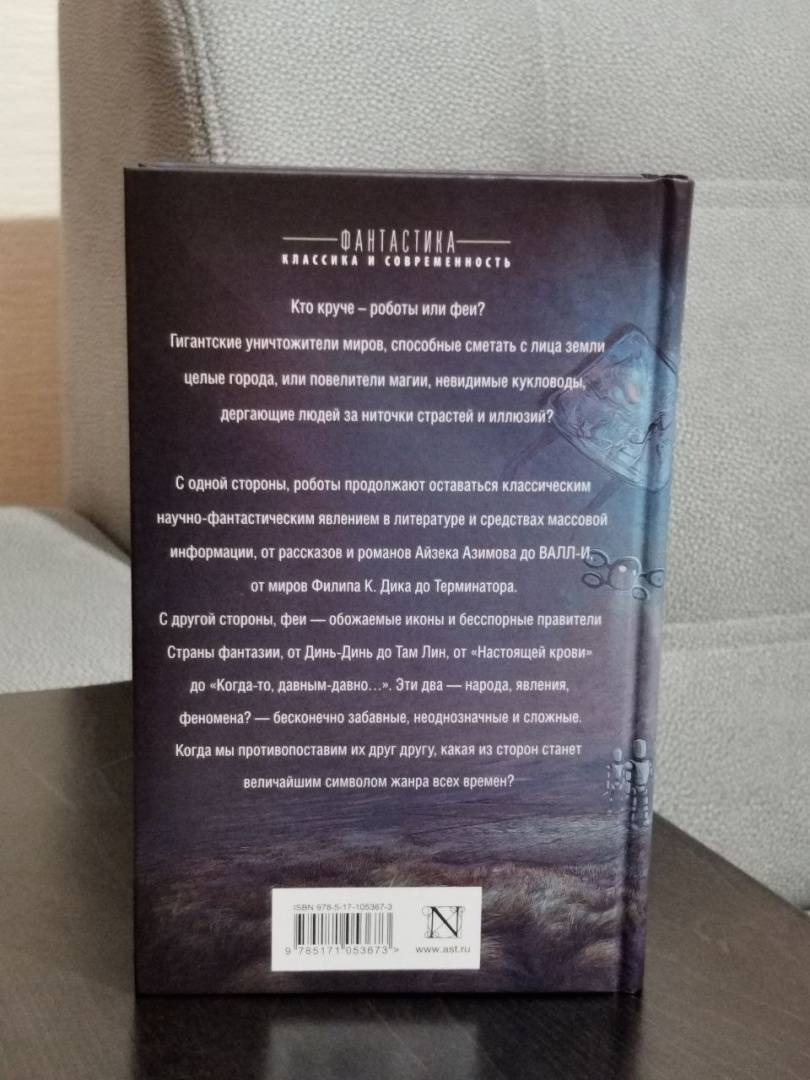 ФАНТАСТИКА
КЛАССИКА И СОВРЕМЕННОСТЬ
Кто круче – роботы или феи?
Гигантские уничтожители миров, способные сметать с лица земли
целые города, или повелители магии, невидимые кукловоды,
дергающие людей за ниточки страстей и иллюзий?
С одной стороны, роботы продолжают оставаться классическим
научно-фантастическим явлением в литературе и средствах массовой
информации, от рассказов и романов Айзека Азимова до ВАЛЛ-И,
от миров Филипа К. Дика до Терминатора.
С другой стороны, феи — обожаемые иконы и бесспорные правители
Страны фантазии, от Динь-Динь до Там Лин, от «Настоящей крови»
до «Когда-то, давным-давно...». Эти два — народа, явления,
феномена? — бесконечно забавные, неоднозначные и сложные.
Когда мы противопоставим их друг другу, какая из сторон станет
величайшим символом жанра всех времен?
ISBN 978-5-17-105367-3
9 785171 053673 >
N
www.ast.ru